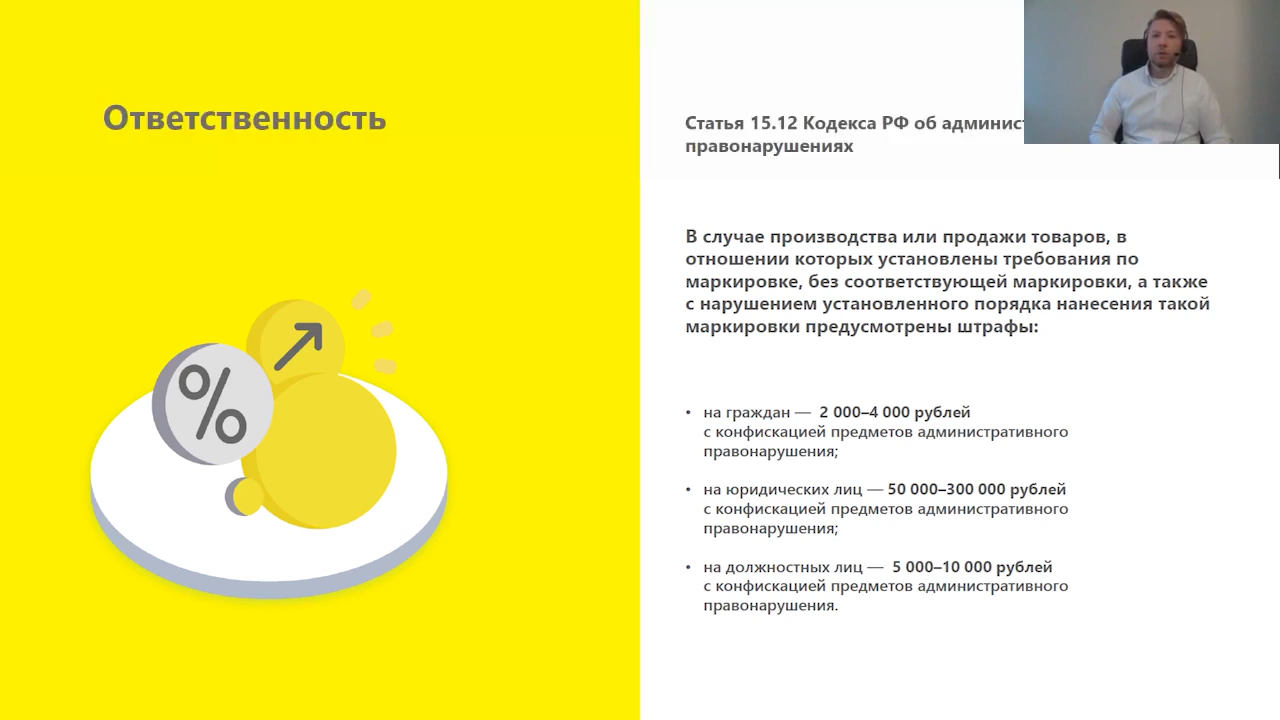 Ответственность
Статья 15.12 Кодекса РФ об
правонарушениях
В случае производства или продажи товаров, в
отношении которых установлены требования по
маркировке, без соответствующей маркировки, а также
с нарушением установленного порядка нанесения такой
маркировки предусмотрены штрафы:
• на граждан — 2 000–4 000 рублей
с конфискацией предметов административного
правонарушения;
• на юридических лиц — 50 000–300 000 рублей
с конфискацией предметов административного
правонарушения;
• на должностных лиц — 5 000–10 000 рублей
с конфискацией предметов административного
правонарушения.
%